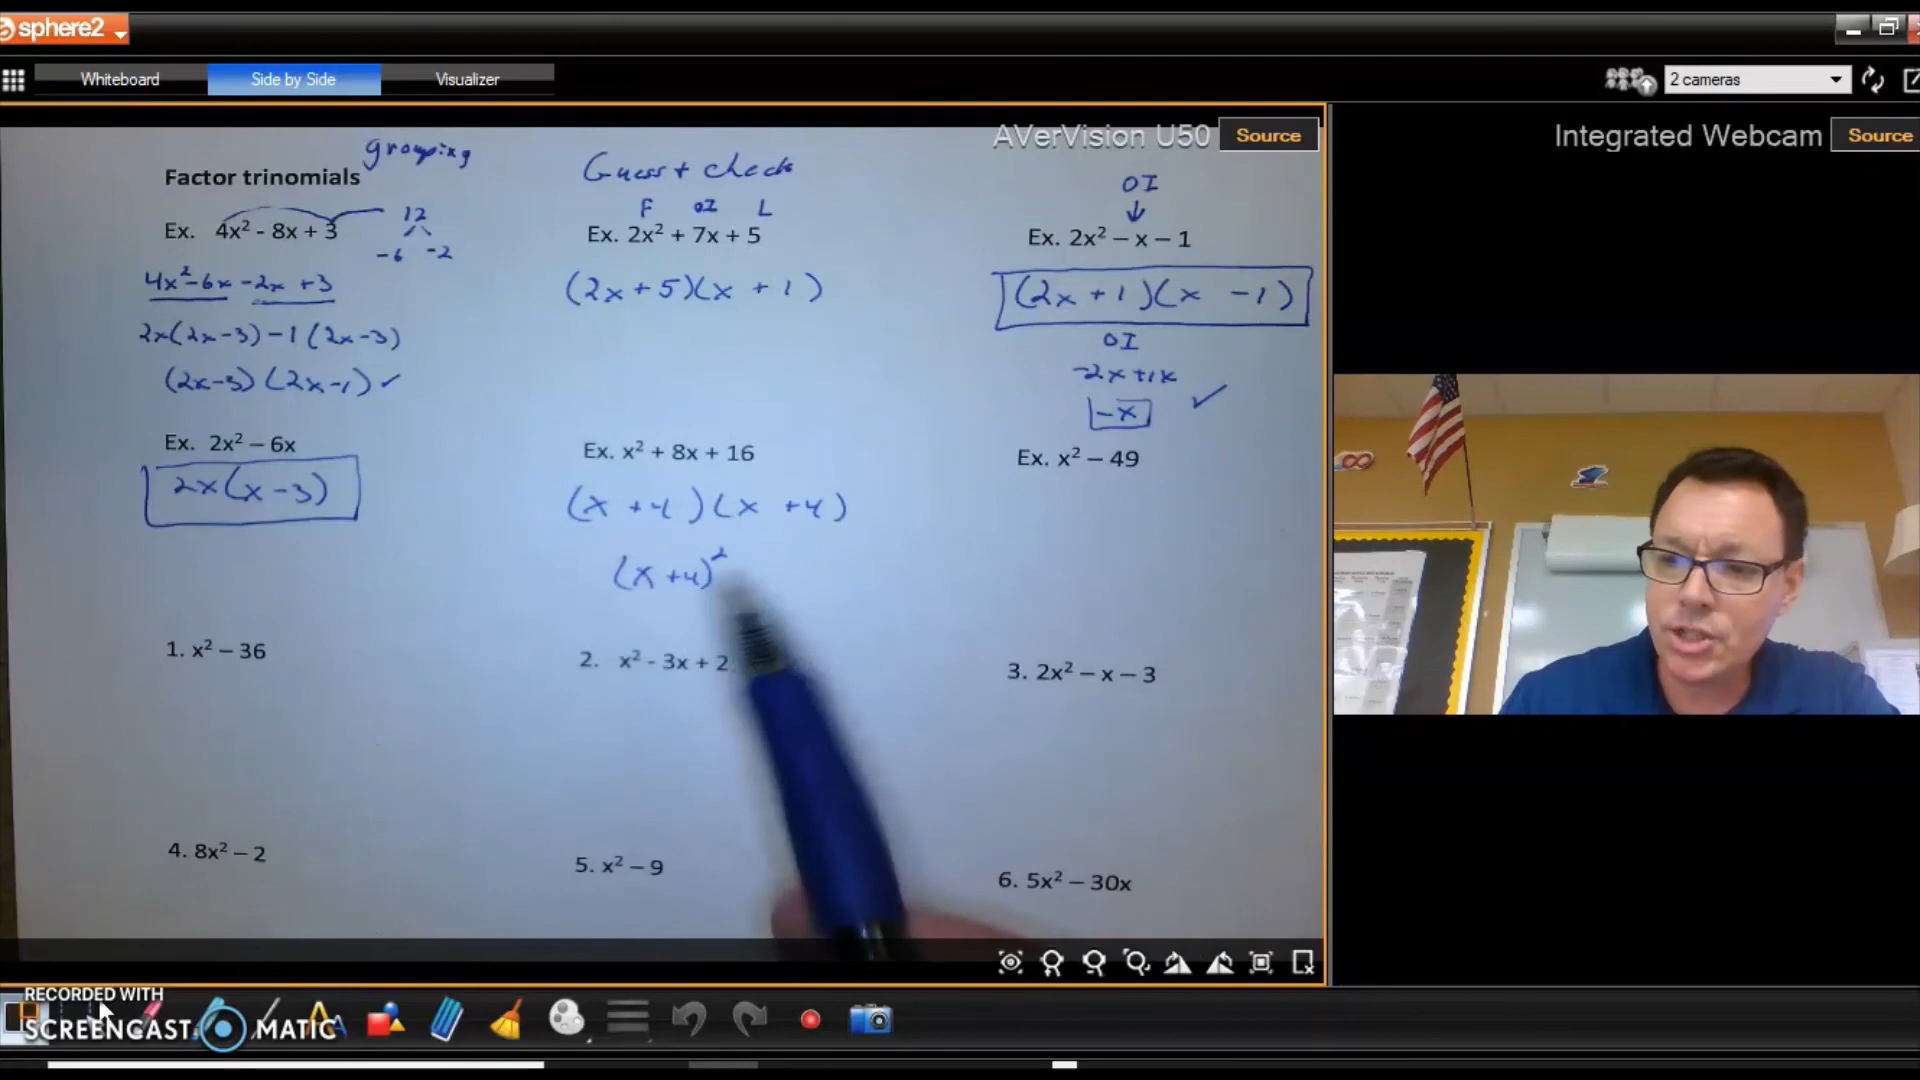 sphere2
Whiteboard
Side by Side
Visualizer
2 cameras
AVerVision U50
Source
Integrated Webcam
Source
grouping
Factor trinomials
Ex. 4x² - 8x + 3
12
-6 -2
4x²-6x -2x +3
2x(2x-3) -1(2x-3)
(2x-3)(2x-1) ✓
Guess + check
F OI L
Ex. 2x² + 7x + 5
(2x+5)(x + 1)
OI
Ex. 2x² – x – 1
(2x +1)(x -1)
OI
-2x +1x
-x ✓
Ex. 2x² – 6x
2x(x-3)
Ex. x² + 8x + 16
(x +4)(x +4)
(x+4)²
Ex. x² – 49
1. x² – 36
2. x² - 3x + 2
3. 2x² – x – 3
4. 8x² – 2
5. x² – 9
6. 5x² – 30x
RECORDED WITH
SCREENCAST MATIC